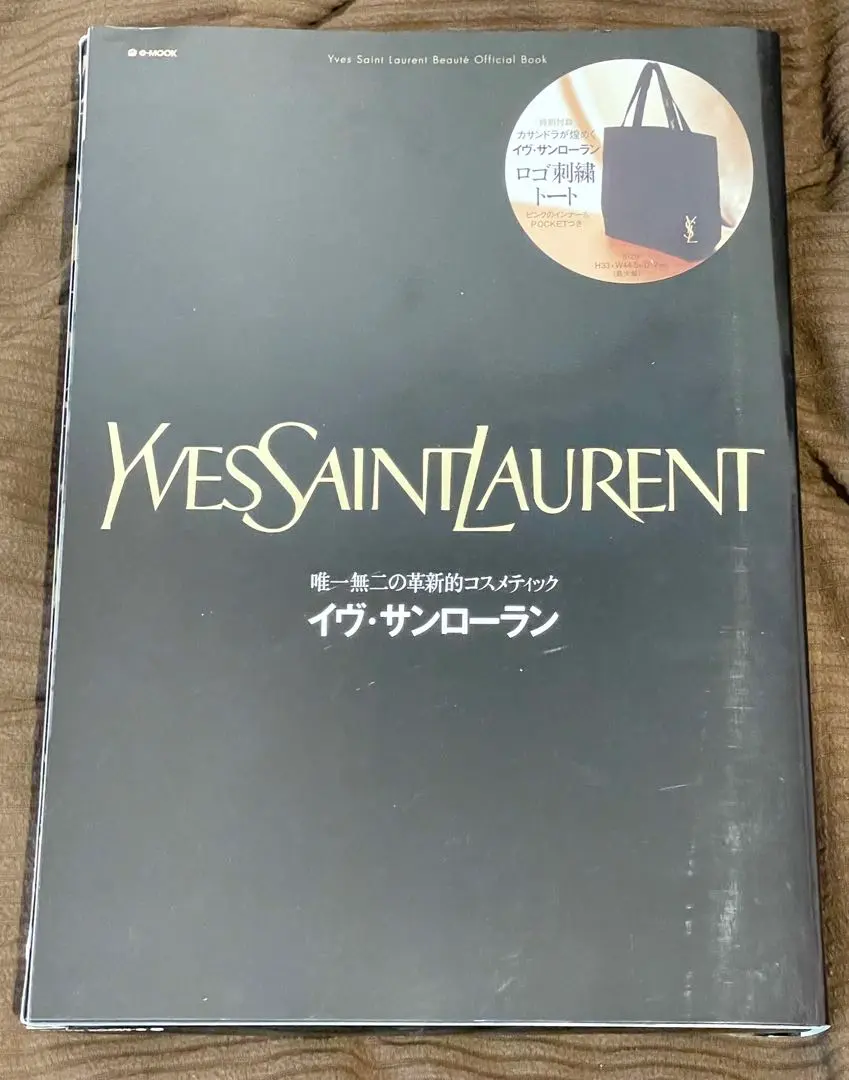 e-MOOK
Yves Saint Laurent Beauté Official Book
特別付録
カサンドラが煌めく
イヴ・サンローラン
ロゴ刺繍
トート
ピンクのインナー&
POCKETつき
YSL
YVESSAINTLAURENT
唯一無二の革新的コスメティック
イヴ・サンローラン